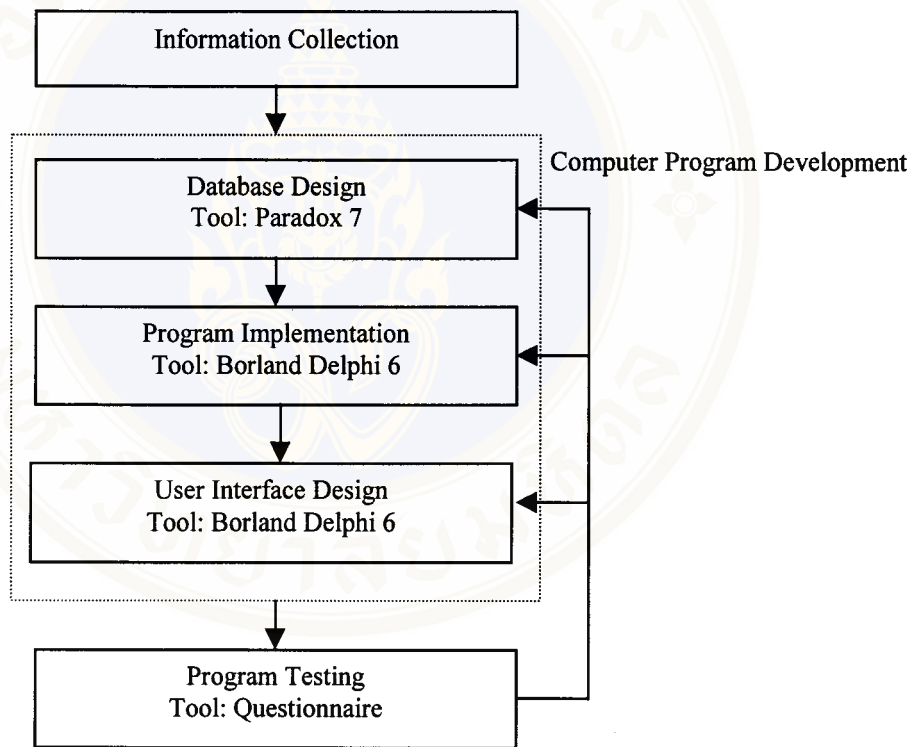 Information Collection
Computer Program Development
Database Design
Tool: Paradox 7
Program Implementation
Tool: Borland Delphi 6
User Interface Design
Tool: Borland Delphi 6
Program Testing
Tool: Questionnaire